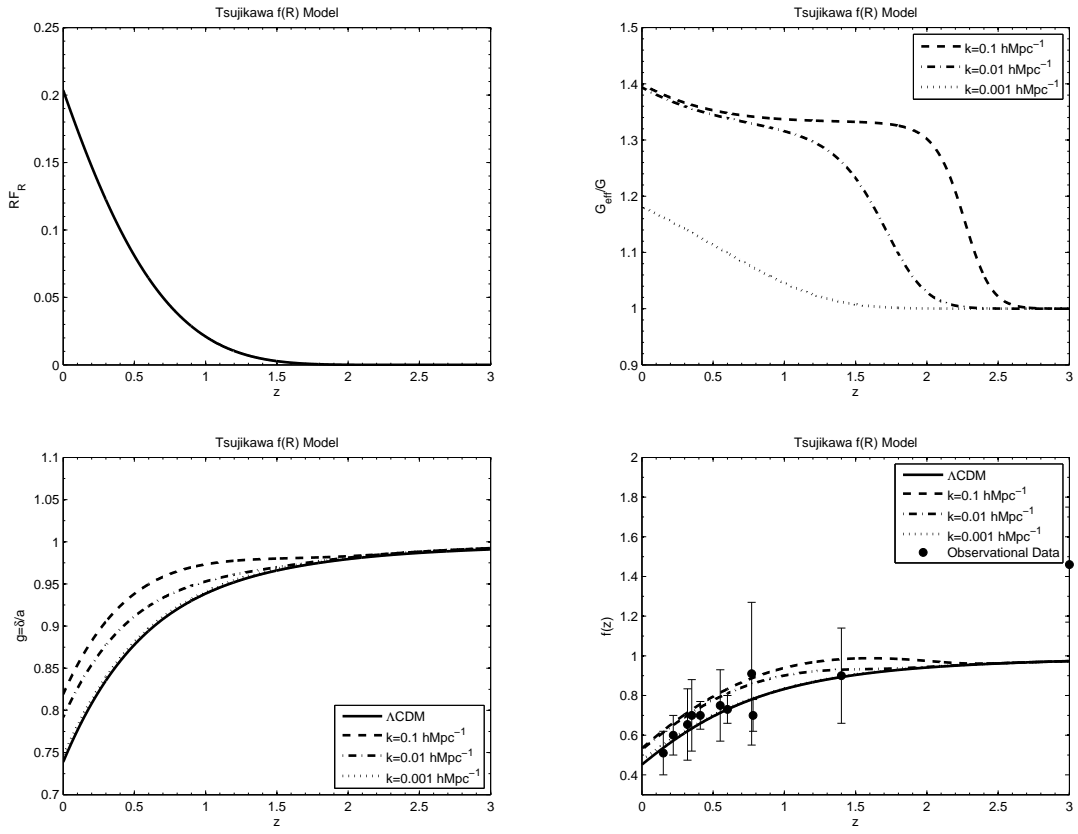 Tsujikawa f(R) Model
0.25
0.2
0.15
0.1
0.05
0
RF_R
0 0.5 1 1.5 2 2.5 3
z
Tsujikawa f(R) Model
1.5
1.4
1.3
1.2
1.1
1
0.9
G_eff/G
k=0.1 hMpc⁻¹
k=0.01 hMpc⁻¹
k=0.001 hMpc⁻¹
0 0.5 1 1.5 2 2.5 3
z
Tsujikawa f(R) Model
1.1
1.05
1
0.95
0.9
0.85
0.8
0.75
0.7
g=δ/a
ΛCDM
k=0.1 hMpc⁻¹
k=0.01 hMpc⁻¹
k=0.001 hMpc⁻¹
0 0.5 1 1.5 2 2.5 3
z
Tsujikawa f(R) Model
2
1.8
1.6
1.4
1.2
1
0.8
0.6
0.4
f(z)
ΛCDM
k=0.1 hMpc⁻¹
k=0.01 hMpc⁻¹
k=0.001 hMpc⁻¹
Observational Data
0 0.5 1 1.5 2 2.5 3
z